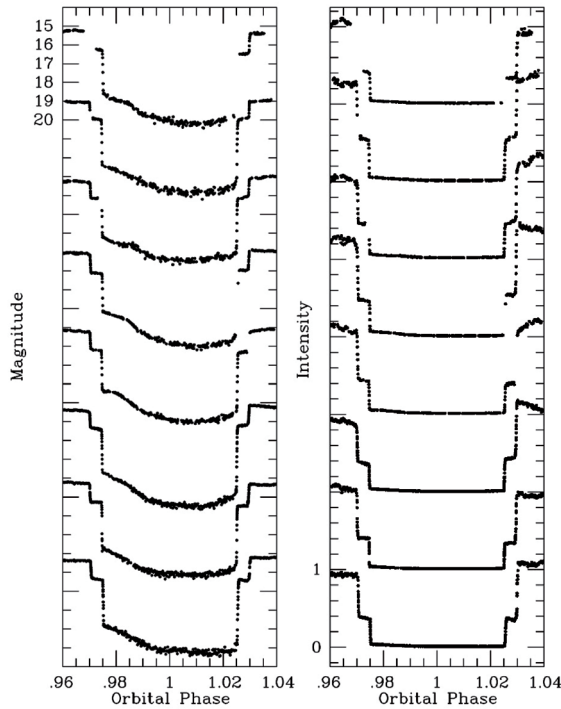 15
16
17
18
19
20
Magnitude
.96 .98 1 1.02 1.04
Orbital Phase
Intensity
1
0
.96 .98 1 1.02 1.04
Orbital Phase